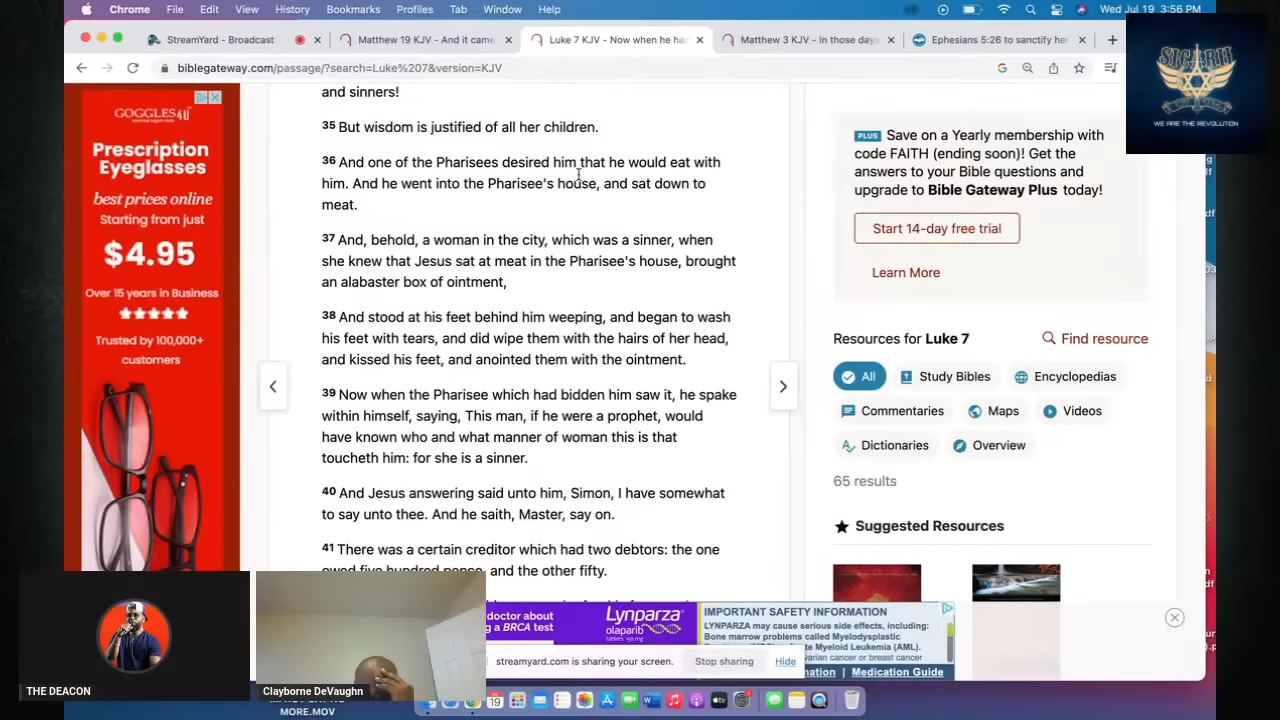 Chrome File Edit View History Bookmarks Profiles Tab Window Help Wed Jul 19 3:56 PM
StreamYard - Broadcast
Matthew 19 KJV - And it came
Luke 7 KJV - Now when he had
Matthew 3 KJV - In those days
Ephesians 5:26 to sanctify her
biblegateway.com/passage/?search=Luke%207&version=KJV
SICARII
WE ARE THE REVOLUTION
GOGGLES4U
Prescription
Eyeglasses
best prices online
Starting from just
$4.95
Over 15 years in Business
Trusted by 100,000+
customers
and sinners!
35 But wisdom is justified of all her children.
36 And one of the Pharisees desired him that he would eat with
him. And he went into the Pharisee's house, and sat down to
meat.
37 And, behold, a woman in the city, which was a sinner, when
she knew that Jesus sat at meat in the Pharisee's house, brought
an alabaster box of ointment,
38 And stood at his feet behind him weeping, and began to wash
his feet with tears, and did wipe them with the hairs of her head,
and kissed his feet, and anointed them with the ointment.
39 Now when the Pharisee which had bidden him saw it, he spake
within himself, saying, This man, if he were a prophet, would
have known who and what manner of woman this is that
toucheth him: for she is a sinner.
40 And Jesus answering said unto him, Simon, I have somewhat
to say unto thee. And he saith, Master, say on.
41 There was a certain creditor which had two debtors: the one
owed five hundred pence, and the other fifty.
PLUS Save on a Yearly membership with
code FAITH (ending soon)! Get the
answers to your Bible questions and
upgrade to Bible Gateway Plus today!
Start 14-day free trial
Learn More
Resources for Luke 7
Find resource
All Study Bibles Encyclopedias
Commentaries Maps Videos
Dictionaries Overview
65 results
Suggested Resources
doctor about
g a BRCA test
Lynparza
olaparib
IMPORTANT SAFETY INFORMATION
LYNPARZA may cause serious side effects, including:
Bone marrow problems called Myelodysplastic
Myeloid Leukemia (AML).
varian cancer or breast cancer
mation | Medication Guide
streamyard.com is sharing your screen. Stop sharing Hide
THE DEACON
Clayborne DeVaughn
19
MORE.MOV